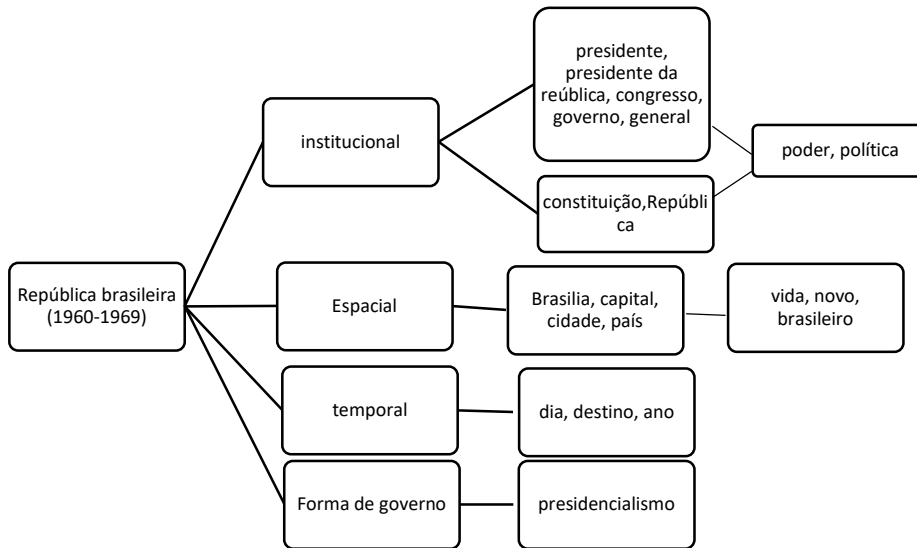 República brasileira
(1960-1969)
institucional
presidente,
presidente da
reública, congresso,
governo, general
constituição,Repúbli
ca
poder, política
Espacial
Brasilia, capital,
cidade, país
vida, novo,
brasileiro
temporal
dia, destino, ano
Forma de governo
presidencialismo